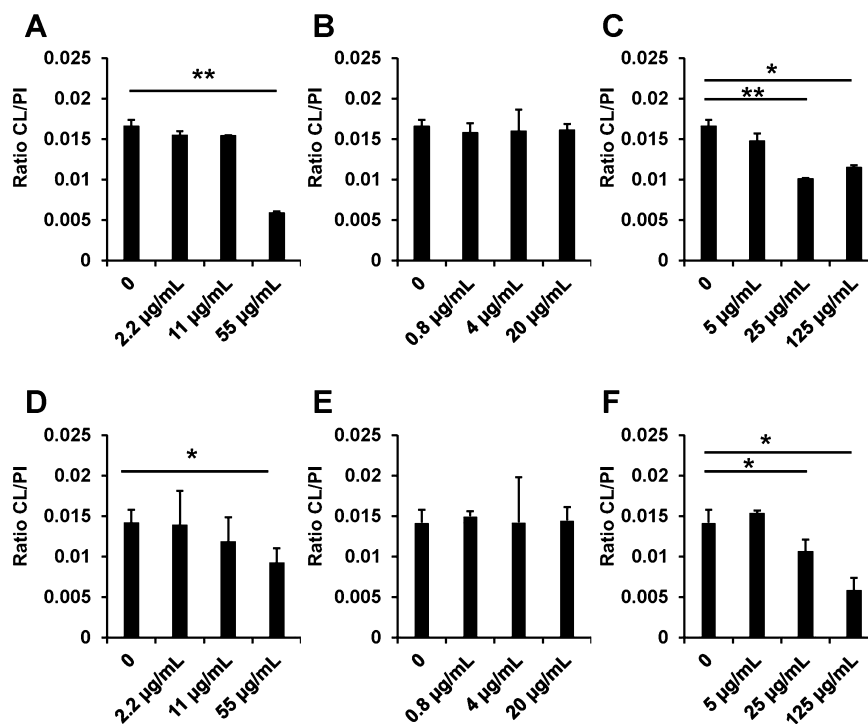 A
Ratio CL/PI
0.025
0.02
0.015
0.01
0.005
0
**
0
2.2 µg/mL
11 µg/mL
55 µg/mL
B
Ratio CL/PI
0.025
0.02
0.015
0.01
0.005
0
0
0.8 µg/mL
4 µg/mL
20 µg/mL
C
Ratio CL/PI
0.025
0.02
0.015
0.01
0.005
0
*
**
0
5 µg/mL
25 µg/mL
125 µg/mL
D
Ratio CL/PI
0.025
0.02
0.015
0.01
0.005
0
*
0
2.2 µg/mL
11 µg/mL
55 µg/mL
E
Ratio CL/PI
0.025
0.02
0.015
0.01
0.005
0
0
0.8 µg/mL
4 µg/mL
20 µg/mL
F
Ratio CL/PI
0.025
0.02
0.015
0.01
0.005
0
*
*
0
5 µg/mL
25 µg/mL
125 µg/mL